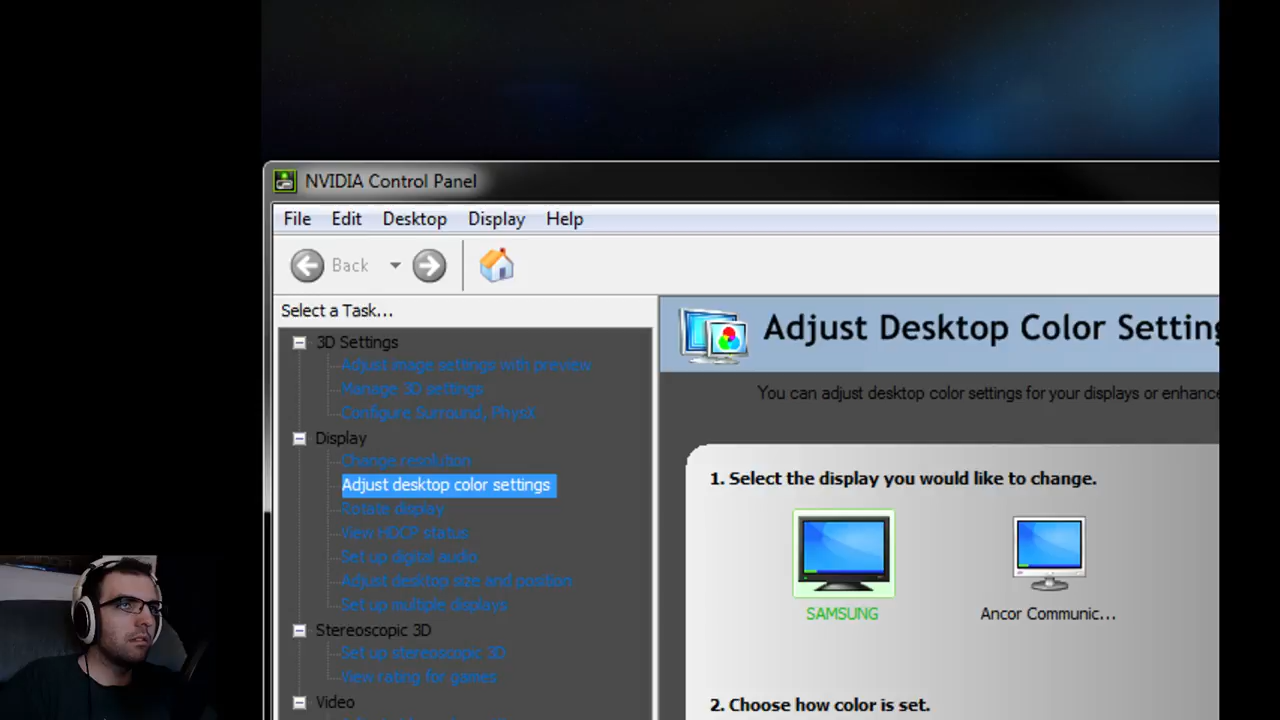 NVIDIA Control Panel
File Edit Desktop Display Help
Back
Select a Task...
3D Settings
Adjust image settings with preview
Manage 3D settings
Configure Surround, PhysX
Display
Change resolution
Adjust desktop color settings
Rotate display
View HDCP status
Set up digital audio
Adjust desktop size and position
Set up multiple displays
Stereoscopic 3D
Set up stereoscopic 3D
View rating for games
Video
Adjust Desktop Color Setting
You can adjust desktop color settings for your displays or enhance
1. Select the display you would like to change.
SAMSUNG
Ancor Communic...
2. Choose how color is set.